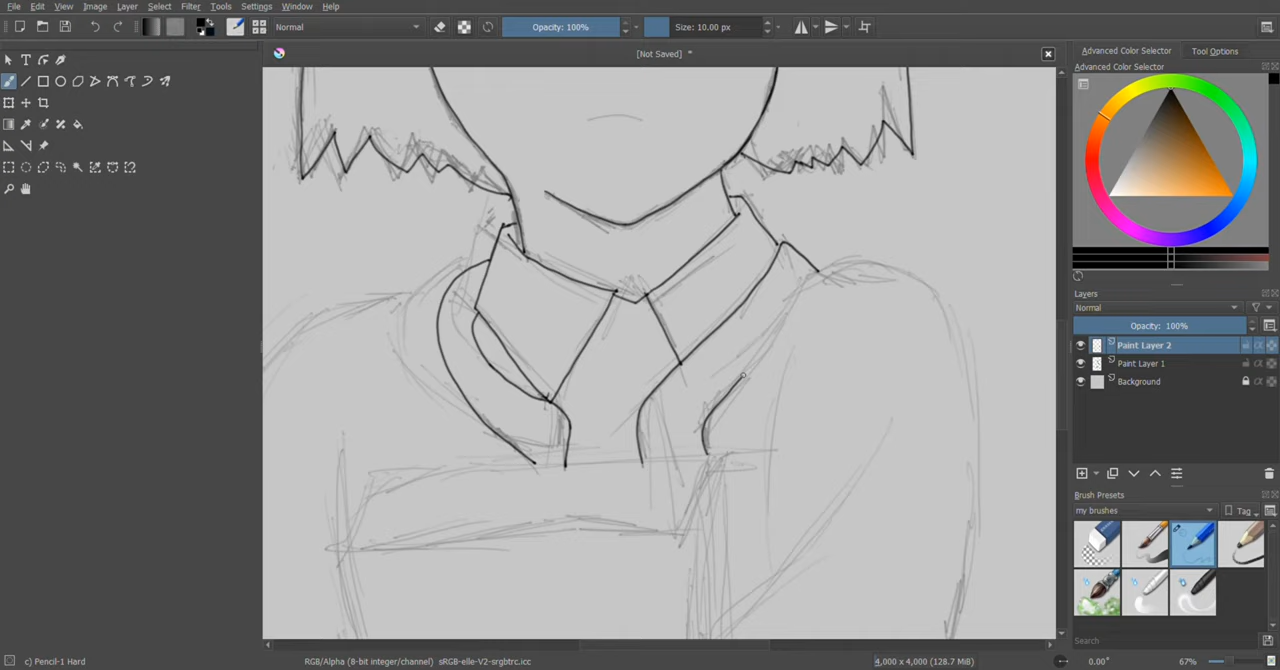 File Edit View Image Layer Select Filter Tools Settings Window Help
Normal Opacity: 100% Size: 10.00 px
[Not Saved] *
Advanced Color Selector Tool Options
Advanced Color Selector
Layers
Normal
Opacity: 100%
Paint Layer 2
Paint Layer 1
Background
Brush Presets
my brushes Tag
Search
c) Pencil-1 Hard RGB/Alpha (8-bit integer/channel) sRGB-elle-V2-srgbtrc.icc 4,000 x 4,000 (128.7 MiB) 0.00° 67%